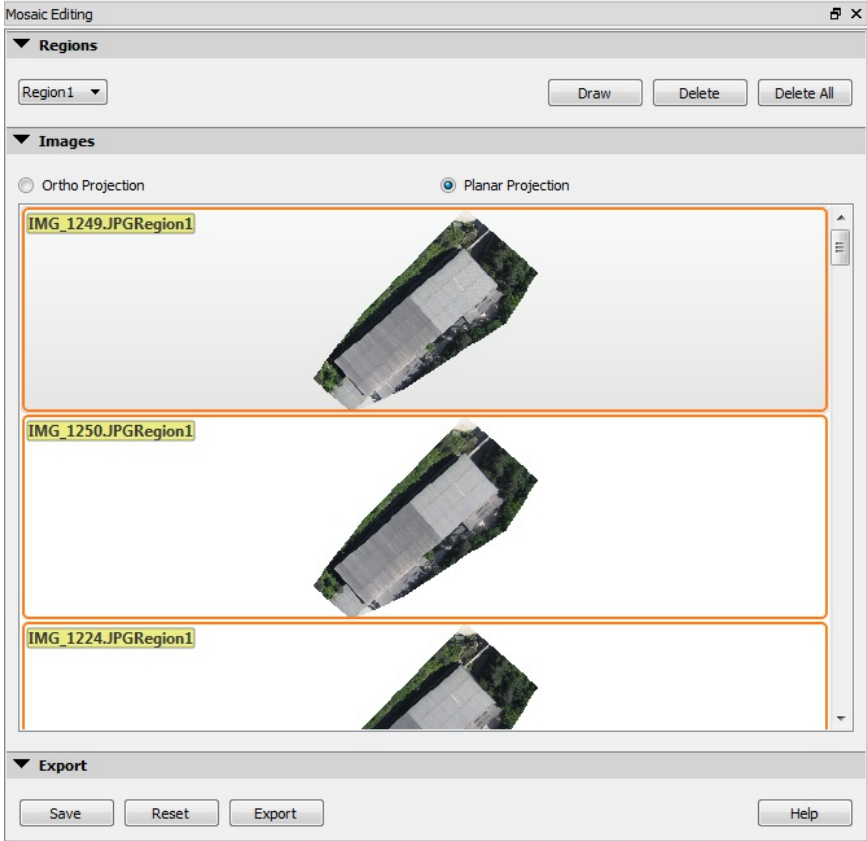 Mosaic Editing
Regions
Region1
Draw
Delete
Delete All
Images
Ortho Projection
Planar Projection
IMG_1249.JPGRegion1
IMG_1250.JPGRegion1
IMG_1224.JPGRegion1
Export
Save
Reset
Export
Help